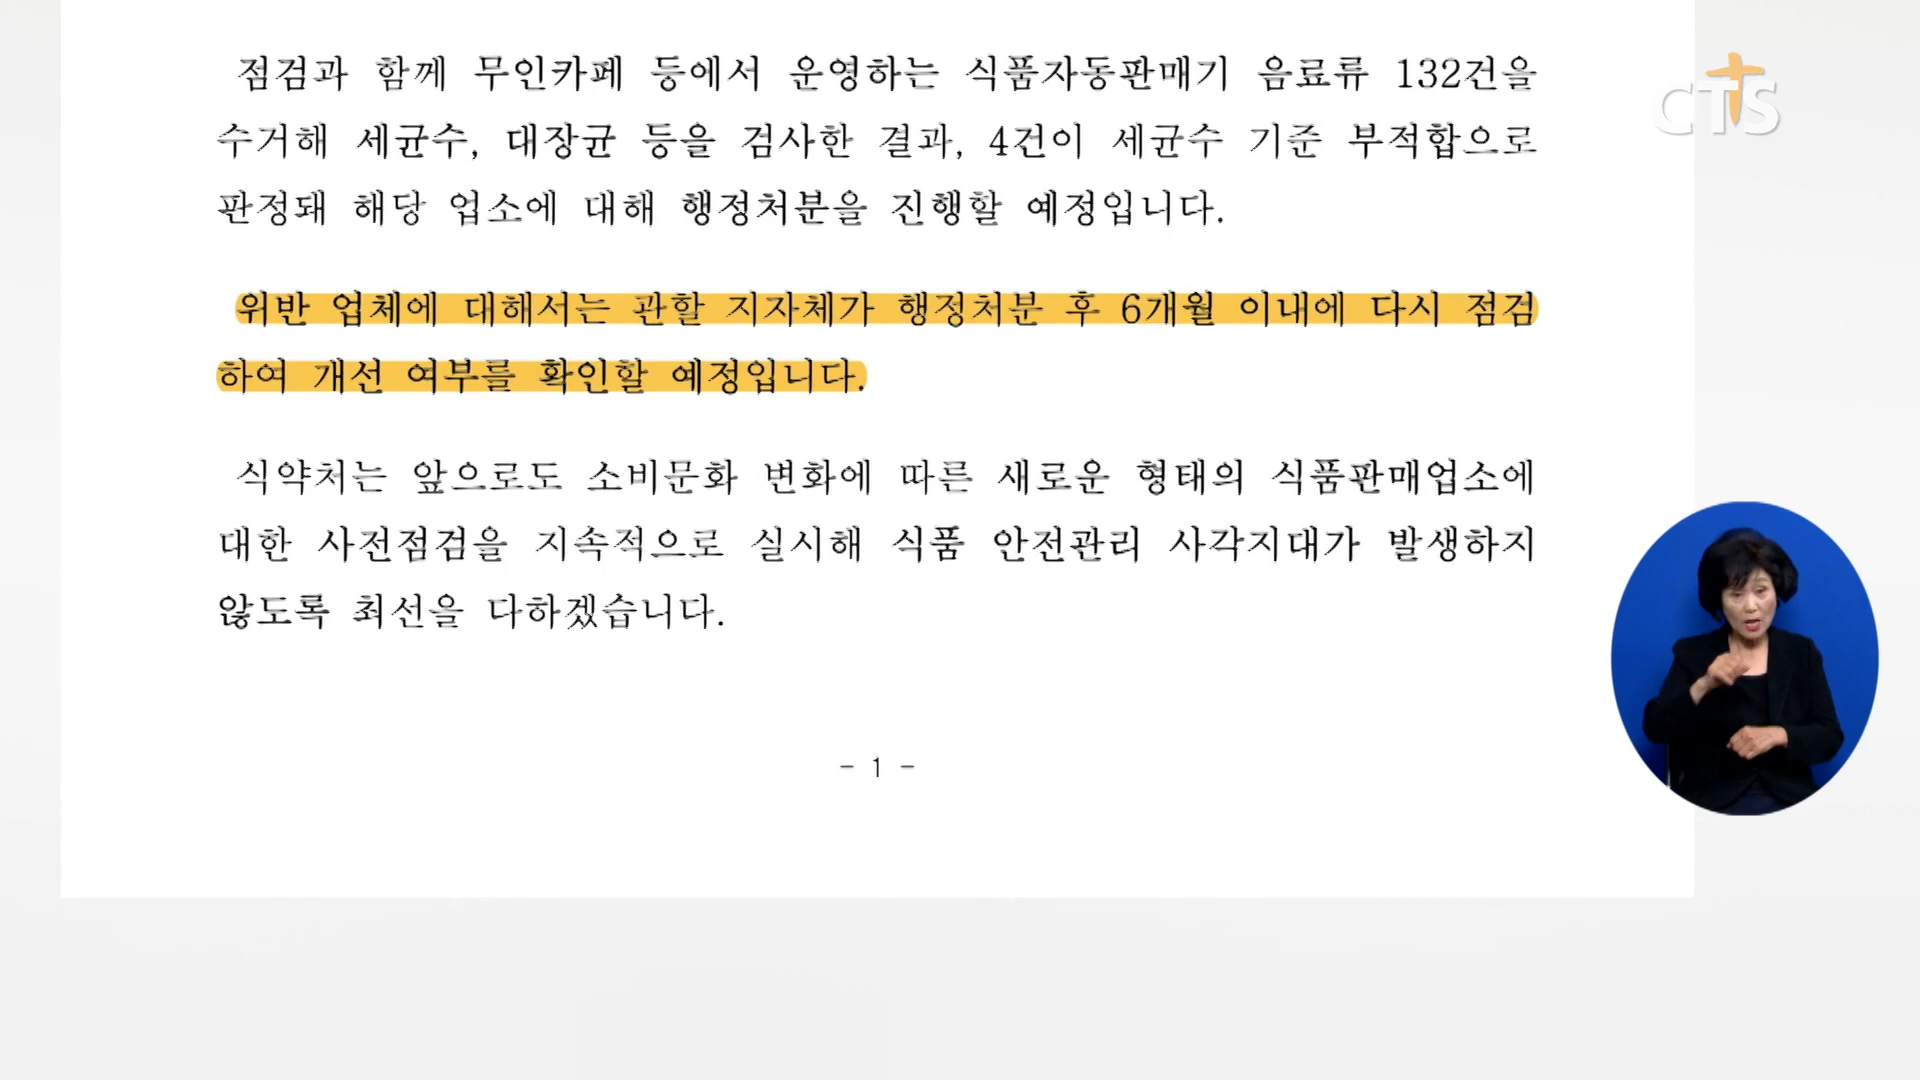 점검과 함께 무인카페 등에서 운영하는 식품자동판매기 음료류 132건을
수거해 세균수, 대장균 등을 검사한 결과, 4건이 세균수 기준 부적합으로
판정돼 해당 업소에 대해 행정처분을 진행할 예정입니다.
위반 업체에 대해서는 관할 지자체가 행정처분 후 6개월 이내에 다시 점검
하여 개선 여부를 확인할 예정입니다.
식약처는 앞으로도 소비문화 변화에 따른 새로운 형태의 식품판매업소에
대한 사전점검을 지속적으로 실시해 식품 안전관리 사각지대가 발생하지
않도록 최선을 다하겠습니다.
- 1 -
CTS